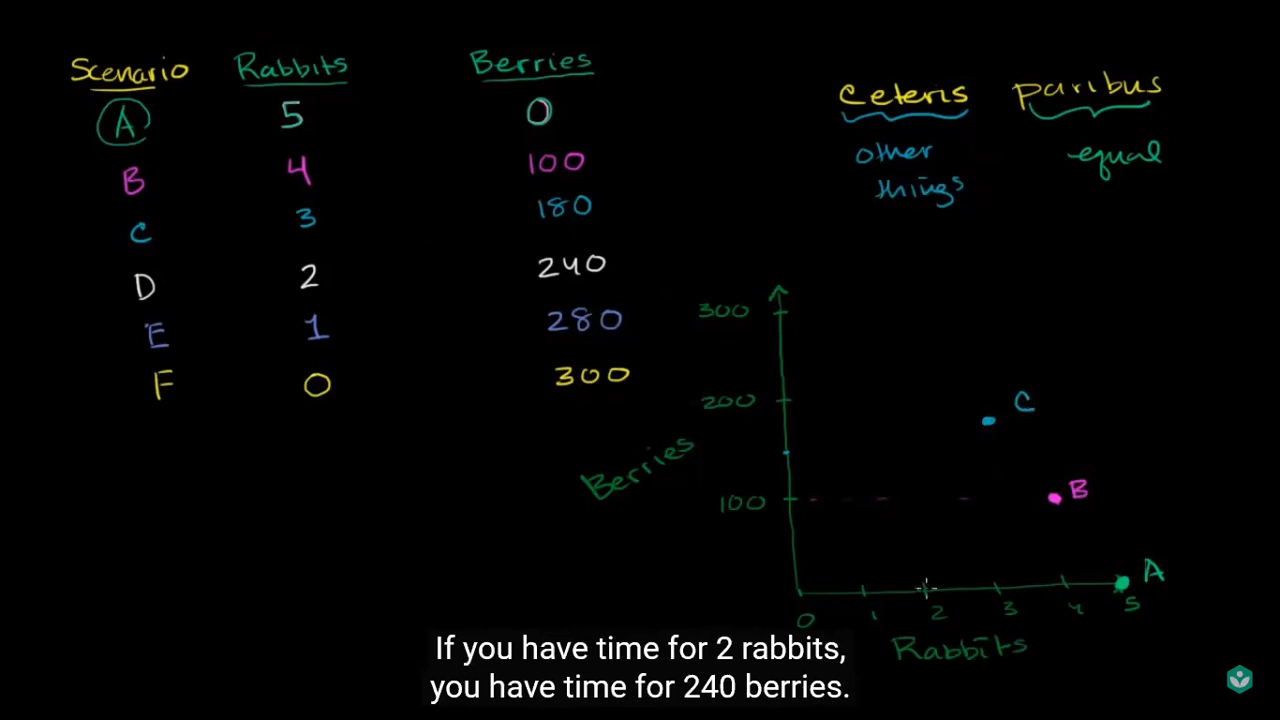 Scenario Rabbits Berries
A 5 0
B 4 100
C 3 180
D 2 240
E 1 280
F 0 300
Ceteris paribus
other equal
things
300
200
100
Berries
C
B
A
0 1 2 3 4 5
Rabbits
If you have time for 2 rabbits,
you have time for 240 berries.